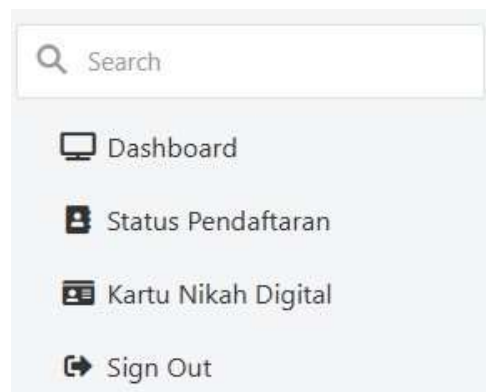 Search
Dashboard
Status Pendaftaran
Kartu Nikah Digital
Sign Out